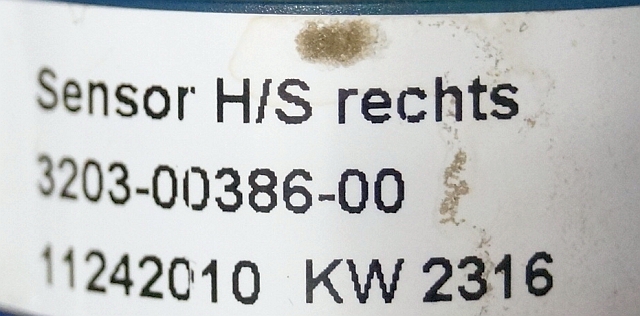 Sensor H/S rechts
3203-00386-00
11242010 KW 2316